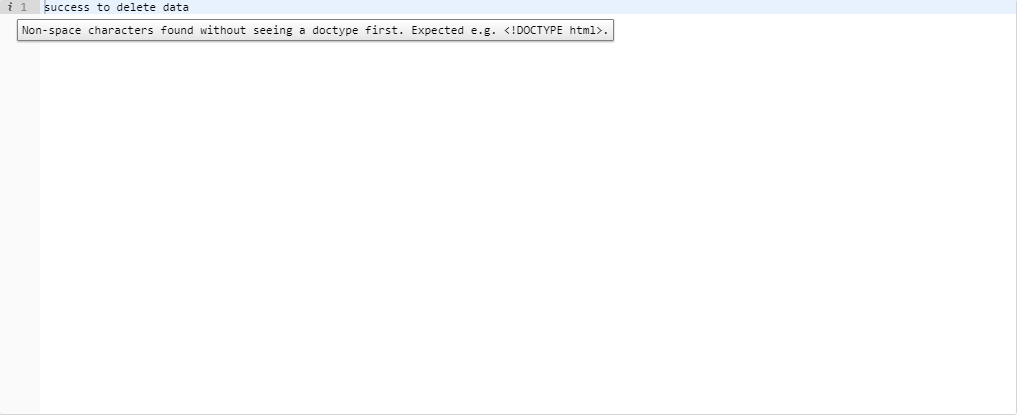 i 1 success to delete data
Non-space characters found without seeing a doctype first. Expected e.g. <!DOCTYPE html>.